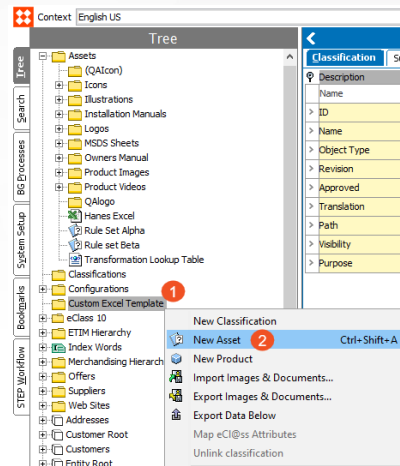 Context English US
Tree
Search
BG Processes
System Setup
Bookmarks
STEP Workflow
Tree
Assets
(QAIcon)
Icons
Illustrations
Installation Manuals
Logos
MSDS Sheets
Owners Manual
Product Images
Product Videos
QAlogo
Hanes Excel
Rule Set Alpha
Rule set Beta
Transformation Lookup Table
Classifications
Configurations
1
Custom Excel Template
eClass 10
ETIM Hierarchy
Index Words
Merchandising Hierarch
Offers
Suppliers
Web Sites
Addresses
Customer Root
Customers
Entity Root
New Classification
New Asset 2 Ctrl+Shift+A
New Product
Import Images & Documents...
Export Images & Documents...
Export Data Below
Map eCl@ss Attributes
Unlink classification
Classification
Description
Name
ID
Name
Object Type
Revision
Approved
Translation
Path
Visibility
Purpose